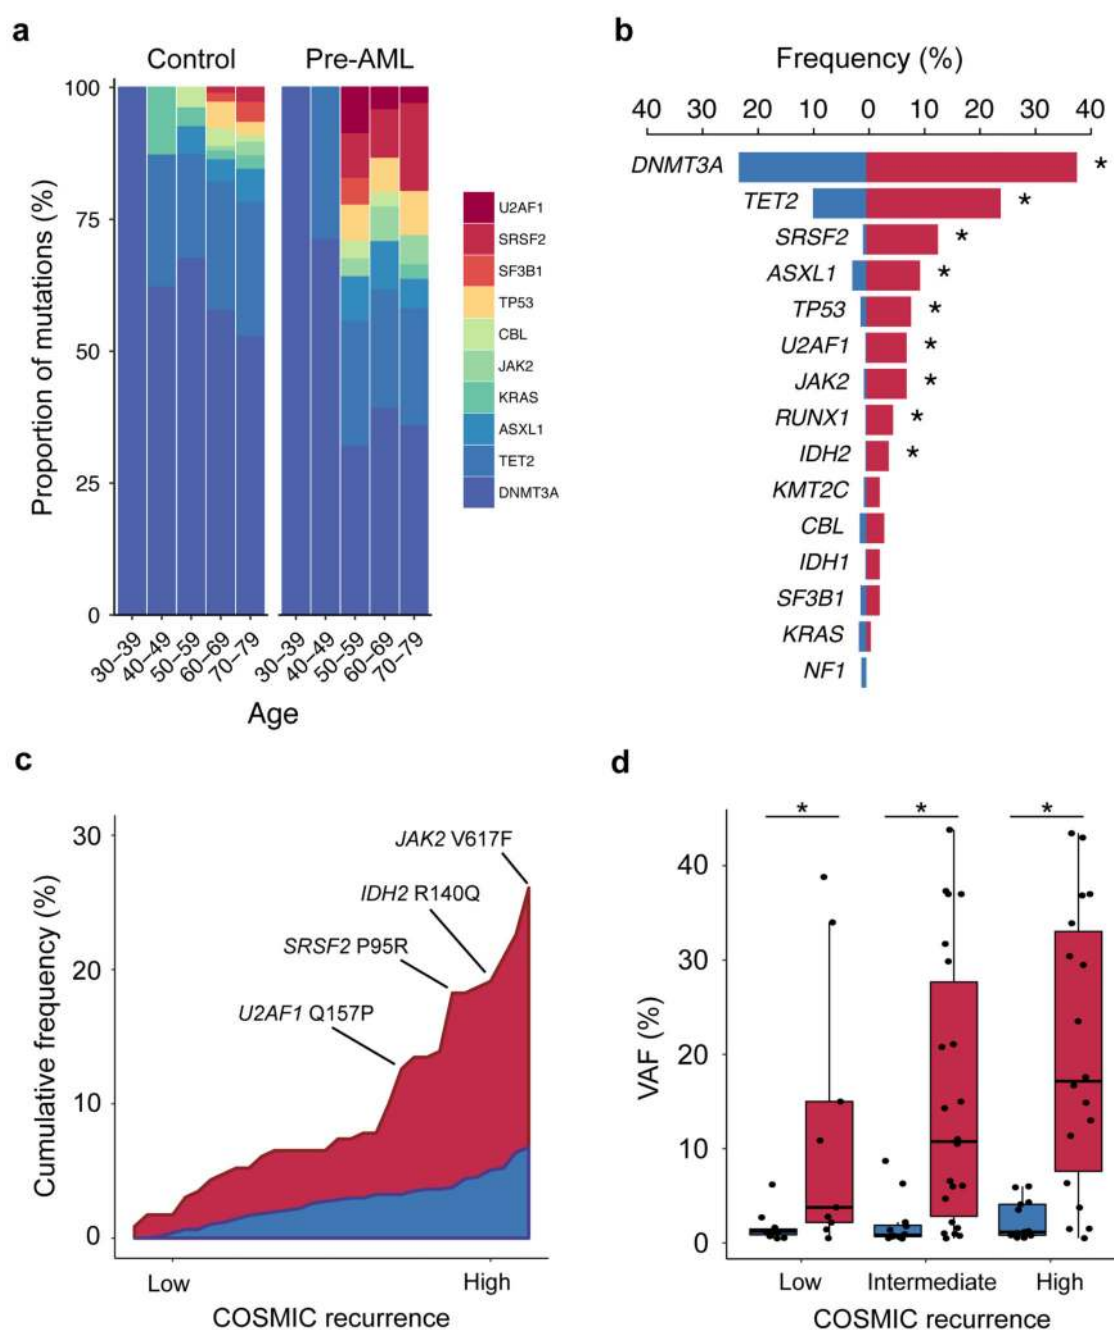 a
Control Pre-AML
100
75
50
25
0
Proportion of mutations (%)
30–39 40–49 50–59 60–69 70–79 30–39 40–49 50–59 60–69 70–79
Age
U2AF1
SRSF2
SF3B1
TP53
CBL
JAK2
KRAS
ASXL1
TET2
DNMT3A
b
Frequency (%)
40 30 20 10 0 10 20 30 40
DNMT3A *
TET2 *
SRSF2 *
ASXL1 *
TP53 *
U2AF1 *
JAK2 *
RUNX1 *
IDH2 *
KMT2C
CBL
IDH1
SF3B1
KRAS
NF1
c
30
20
10
0
Cumulative frequency (%)
JAK2 V617F
IDH2 R140Q
SRSF2 P95R
U2AF1 Q157P
Low High
COSMIC recurrence
d
* * *
40
30
20
10
0
VAF (%)
Low Intermediate High
COSMIC recurrence